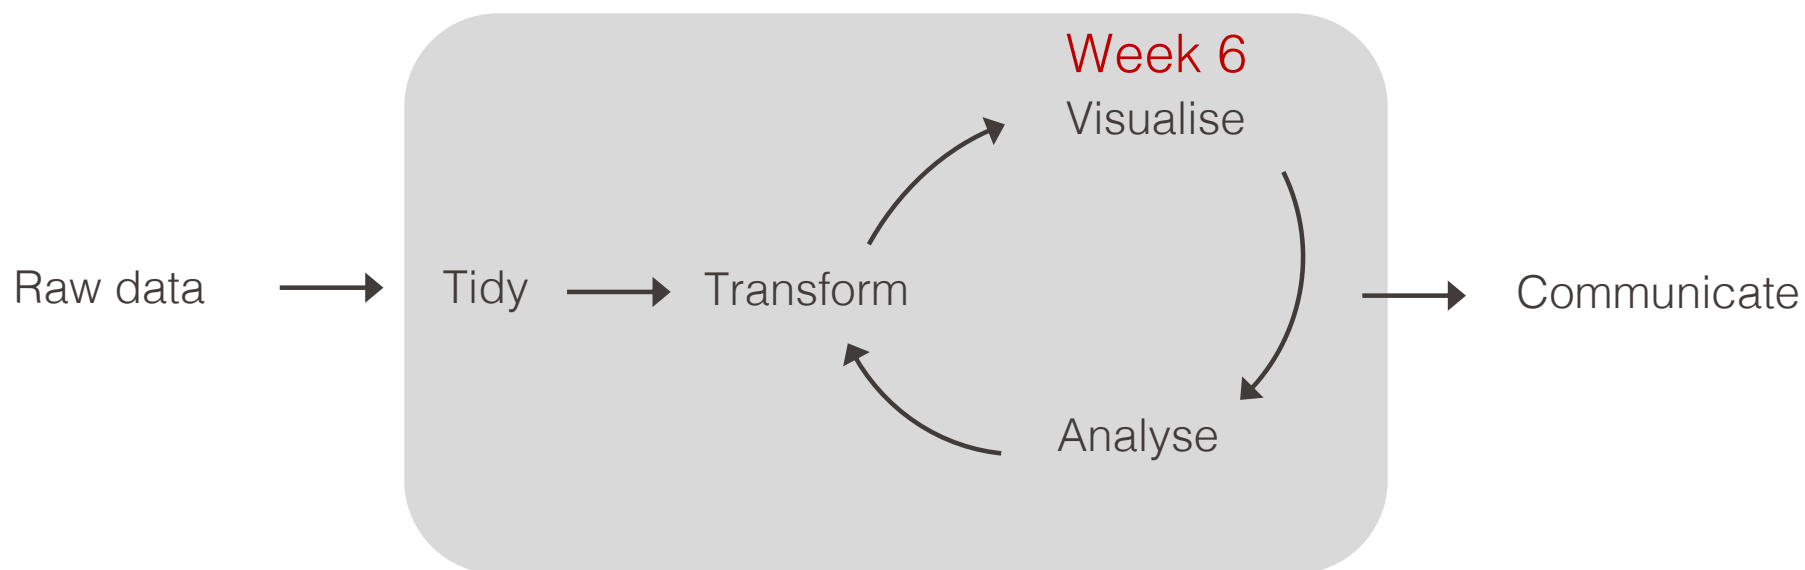 Week 6
Visualise
Raw data
Tidy
Transform
Communicate
Analyse